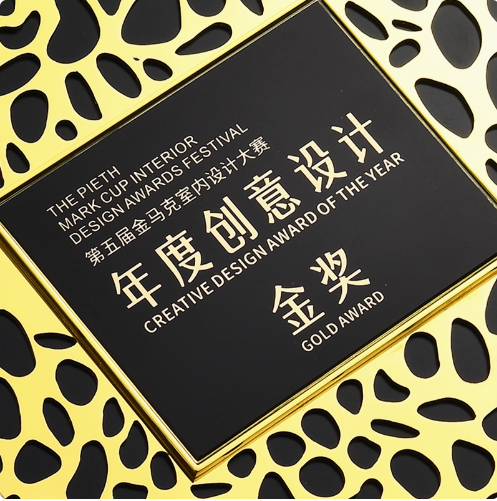 THE PIETH
MARK CUP INTERIOR
DESIGN AWARDS FESTIVAL
第五届金马克室内设计大赛
年度创意设计
CREATIVE DESIGN AWARD OF THE YEAR
金奖
GOLD AWARD